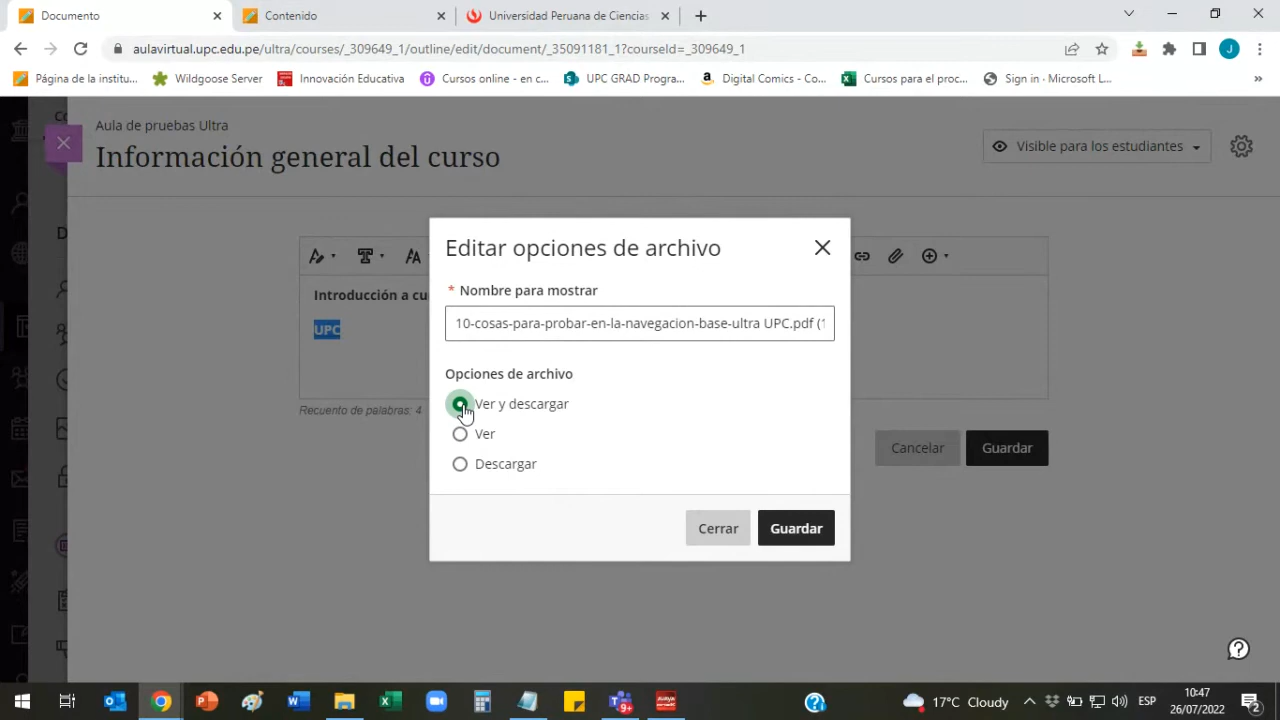 Documento
Contenido
Universidad Peruana de Ciencias
aulavirtual.upc.edu.pe/ultra/courses/_309649_1/outline/edit/document/_35091181_1?courseId=_309649_1
J
Página de la institu...
Wildgoose Server
Innovación Educativa
Cursos online - en c...
UPC GRAD Progra...
Digital Comics - Co...
Cursos para el proc...
Sign in - Microsoft L...
»
Aula de pruebas Ultra
Información general del curso
Visible para los estudiantes
Editar opciones de archivo
* Nombre para mostrar
10-cosas-para-probar-en-la-navegacion-base-ultra UPC.pdf (1
Introducción a cu
UPC
Opciones de archivo
Ver y descargar
Ver
Descargar
Recuento de palabras: 4
Cancelar
Guardar
Cerrar
Guardar
17°C Cloudy
ESP
10:47
26/07/2022